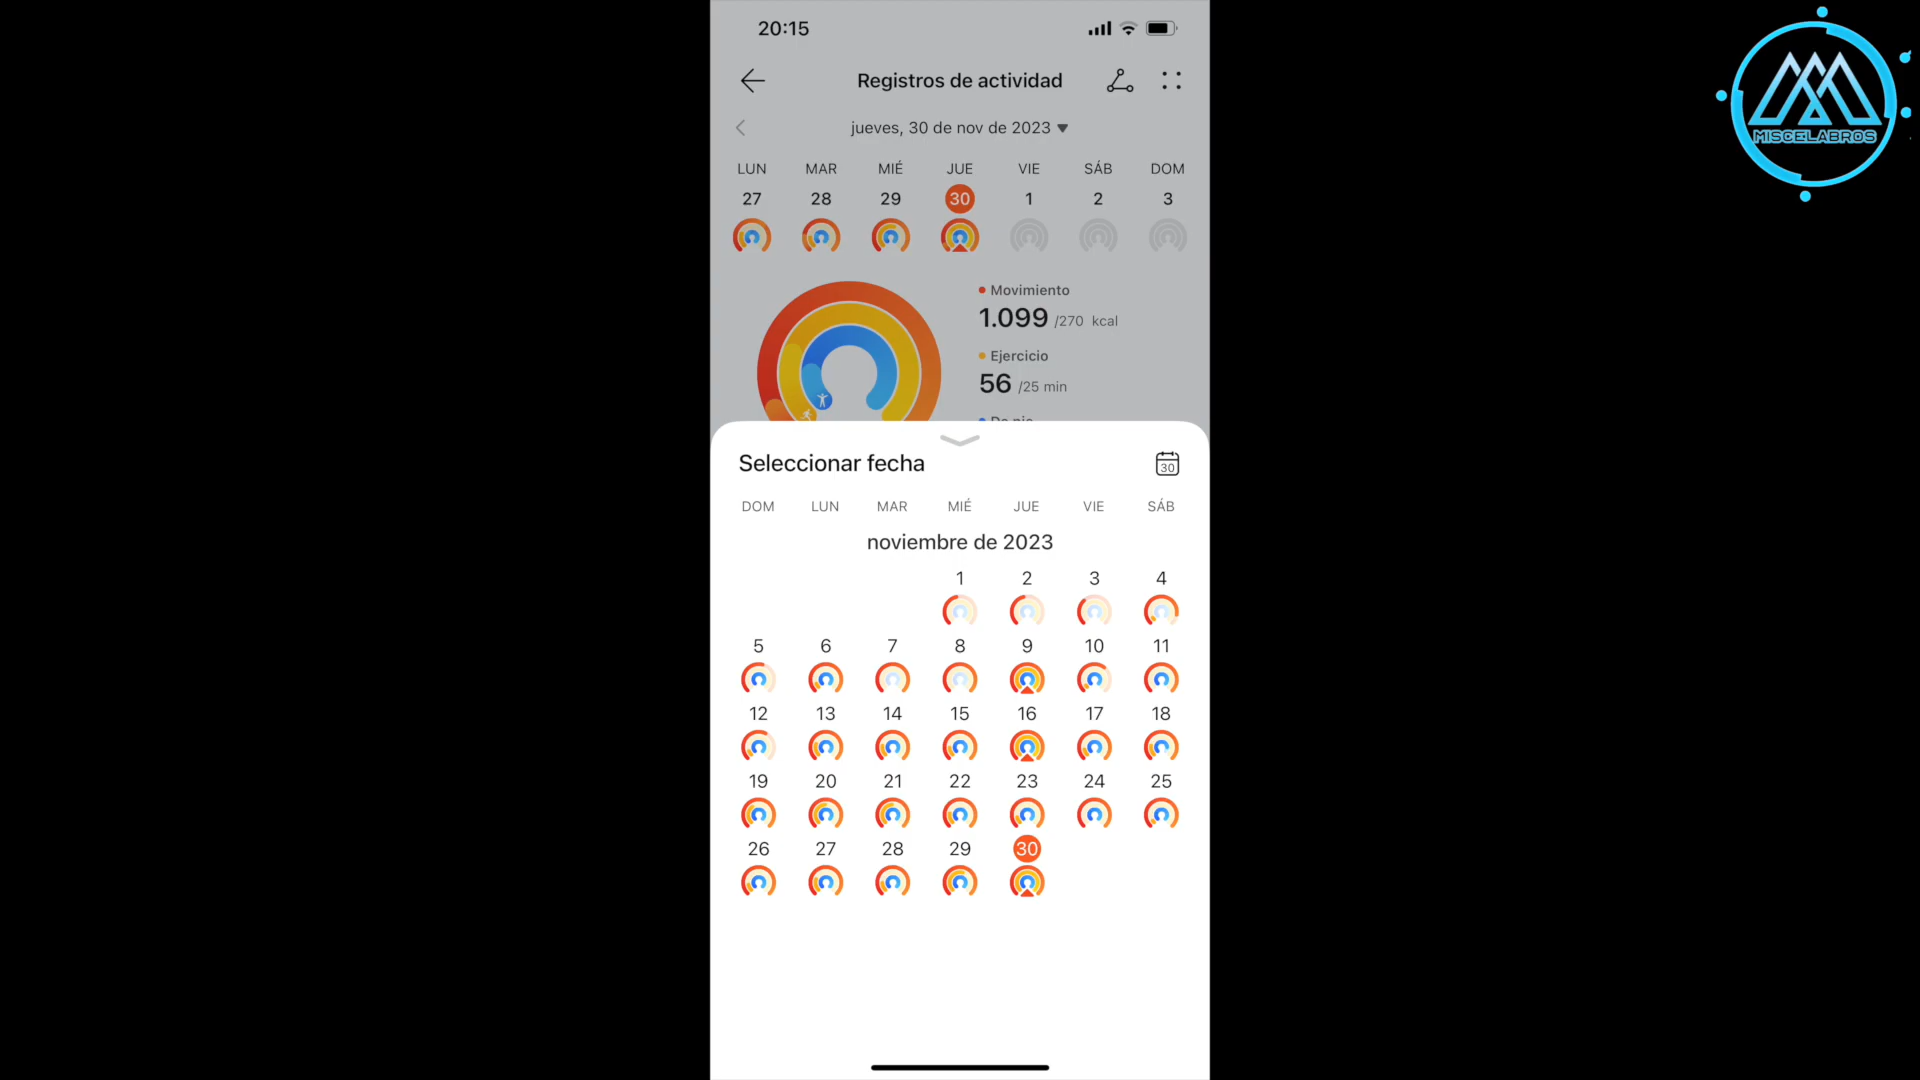 20:15
Registros de actividad
jueves, 30 de nov de 2023
LUN MAR MIÉ JUE VIE SÁB DOM
27 28 29 30 1 2 3
Movimiento
1.099 /270 kcal
Ejercicio
56 /25 min
De pie
Seleccionar fecha
30
DOM LUN MAR MIÉ JUE VIE SÁB
noviembre de 2023
1 2 3 4
5 6 7 8 9 10 11
12 13 14 15 16 17 18
19 20 21 22 23 24 25
26 27 28 29 30
MISCELABROS